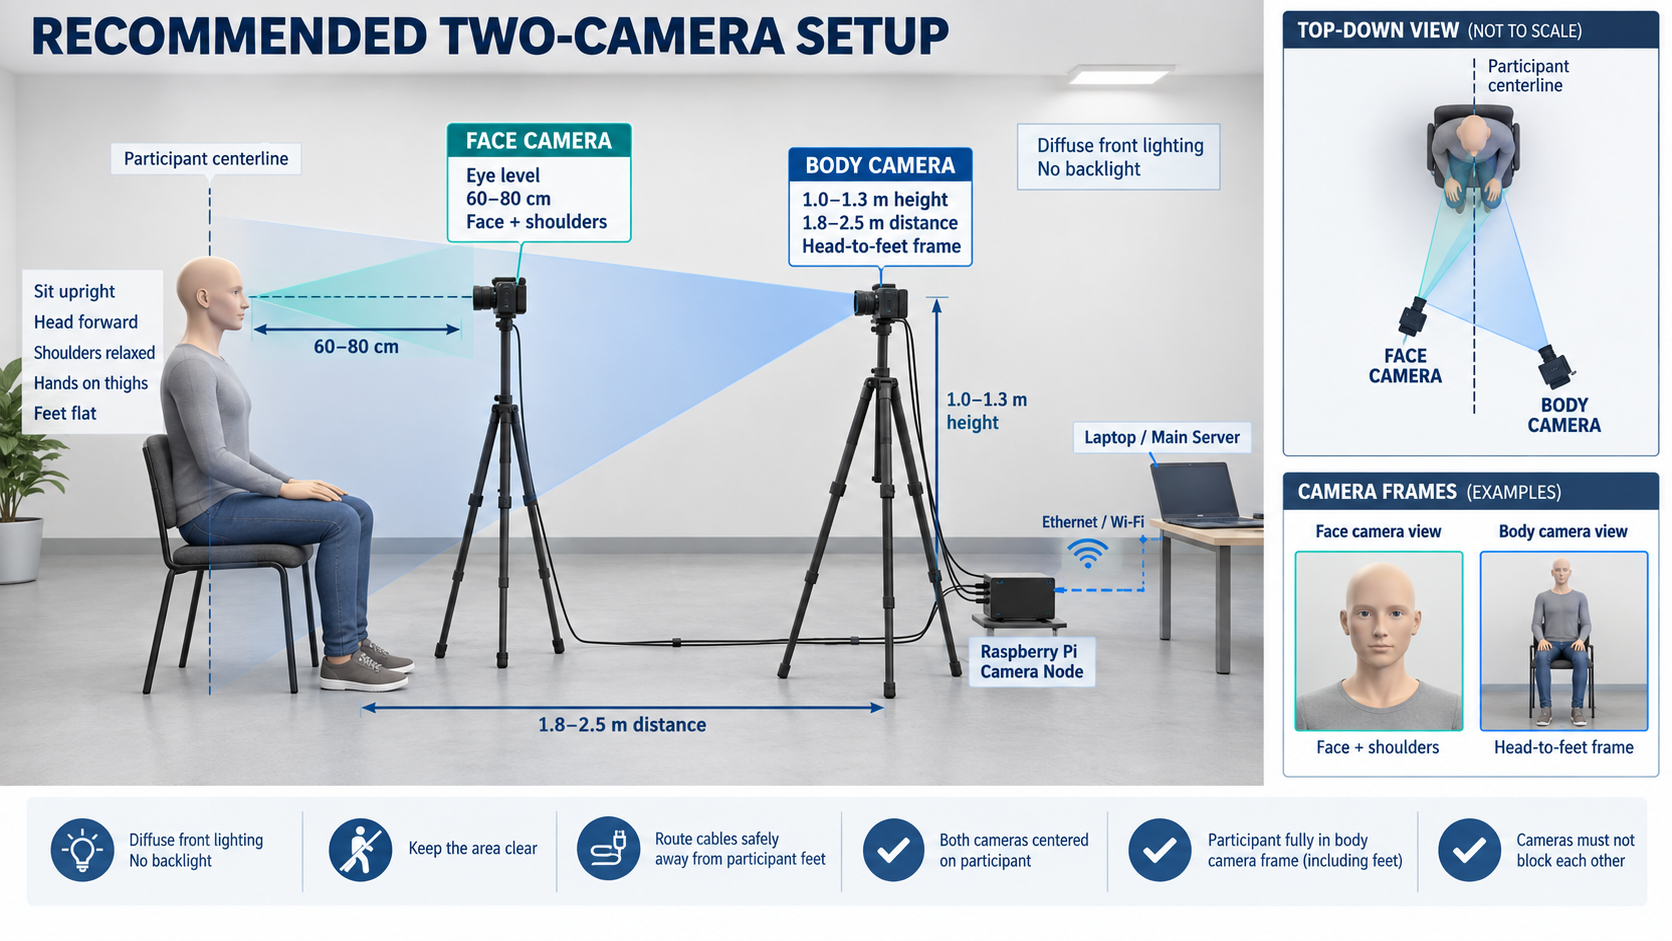 RECOMMENDED TWO-CAMERA SETUP
Participant centerline
FACE CAMERA
Eye level
60–80 cm
Face + shoulders
BODY CAMERA
1.0–1.3 m height
1.8–2.5 m distance
Head-to-feet frame
Diffuse front lighting
No backlight
Sit upright
Head forward
Shoulders relaxed
Hands on thighs
Feet flat
60–80 cm
1.0–1.3 m
height
Laptop / Main Server
Ethernet / Wi-Fi
Raspberry Pi
Camera Node
1.8–2.5 m distance
TOP-DOWN VIEW (NOT TO SCALE)
Participant
centerline
FACE
CAMERA
BODY
CAMERA
CAMERA FRAMES (EXAMPLES)
Face camera view
Body camera view
Face + shoulders
Head-to-feet frame
Diffuse front lighting
No backlight
Keep the area clear
Route cables safely
away from participant feet
Both cameras centered
on participant
Participant fully in body
camera frame (including feet)
Cameras must not
block each other